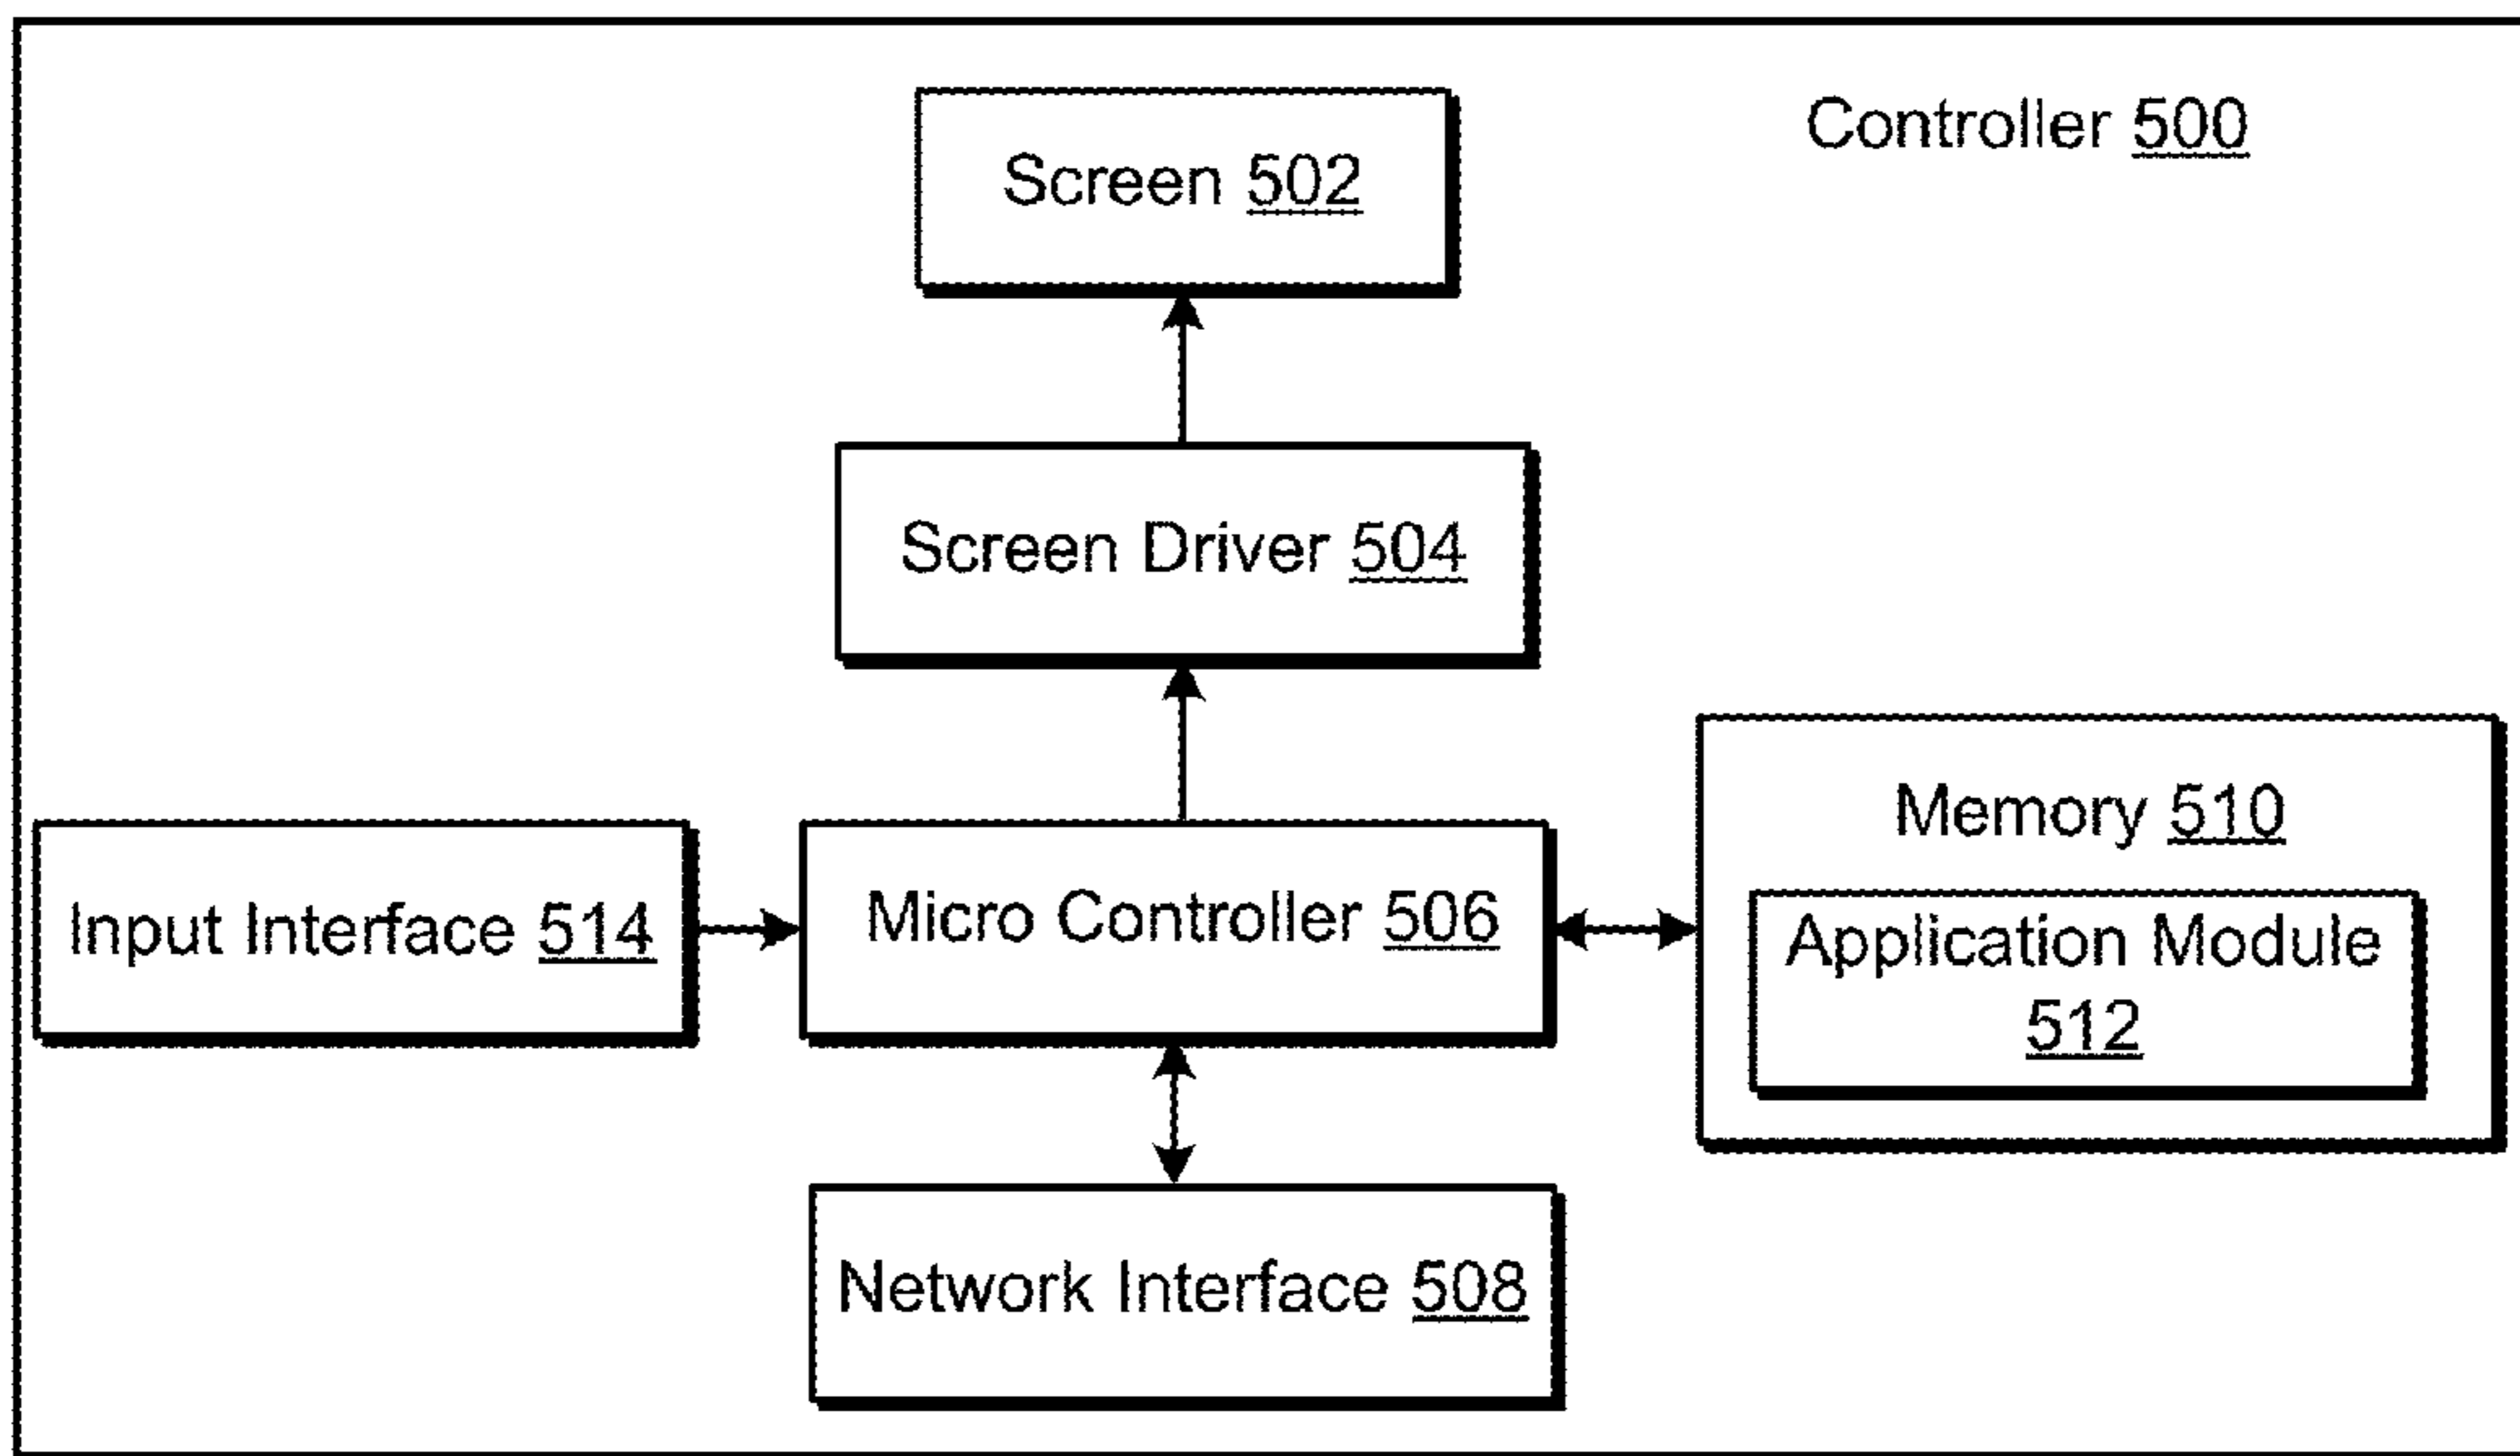 Controller 500
Screen 502
Screen Driver 504
Memory 510
Input Interface 514
Micro Controller 506
Application Module
512
Network Interface 508